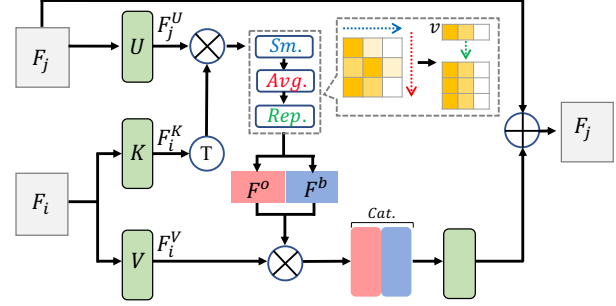 F_j
U
F_j^U
Sm.
Avg.
Rep.
v
F_j
K
F_i^K
T
F_i
F^o
F^b
V
F_i^V
Cat.